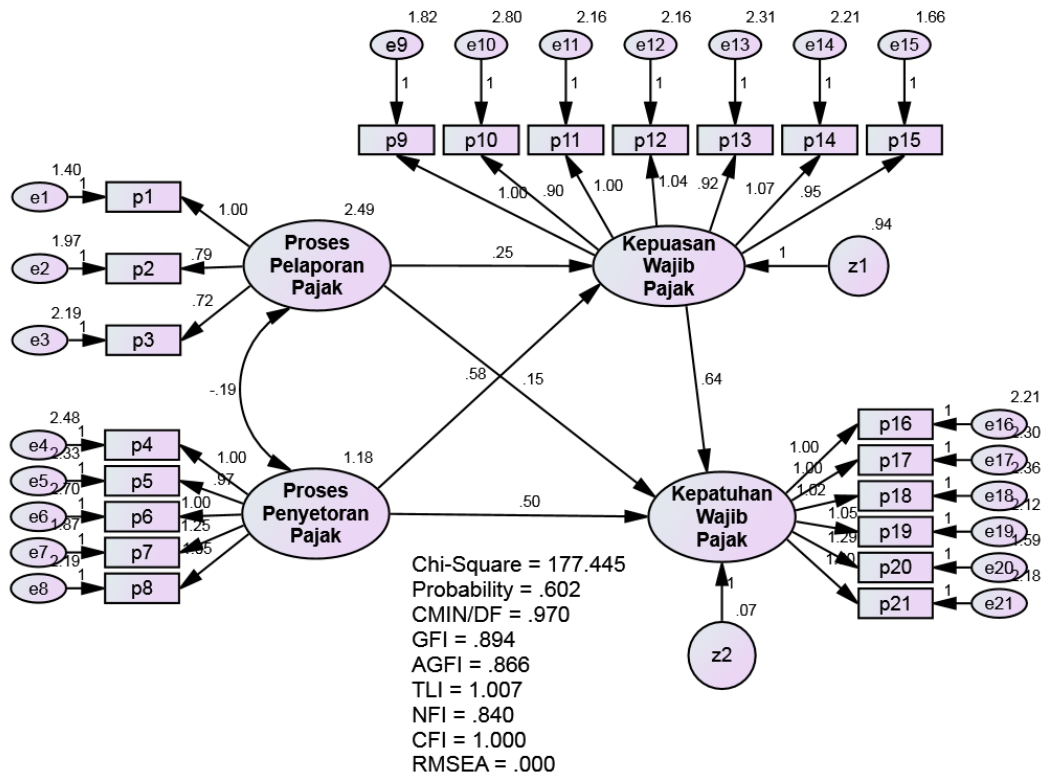 1.82
2.80
2.16
2.16
2.31
2.21
1.66
e9
e10
e11
e12
e13
e14
e15
1
1
1
1
1
1
1
p9
p10
p11
p12
p13
p14
p15
1.00
.90
1.00
1.04
.92
1.07
.95
1.40
e1
1
p1
1.97
e2
1
p2
2.19
e3
1
p3
1.00
.79
.72
2.49
Proses
Pelaporan
Pajak
.25
Kepuasan
Wajib
Pajak
1
.94
z1
-.19
.58
.15
.64
2.48
e4
1
p4
2.33
e5
1
p5
2.70
e6
1
p6
1.87
e7
1
p7
2.19
e8
1
p8
1.00
.97
1.00
1.25
1.18
Proses
Penyetoran
Pajak
.50
Kepatuhan
Wajib
Pajak
1.00
1.00
1.02
1.05
1.29
p16
1
e16
2.21
p17
1
e17
2.30
p18
1
e18
2.36
p19
1
e19
2.12
p20
1
e20
1.59
p21
1
e21
2.18
1
.07
z2
Chi-Square = 177.445
Probability = .602
CMIN/DF = .970
GFI = .894
AGFI = .866
TLI = 1.007
NFI = .840
CFI = 1.000
RMSEA = .000